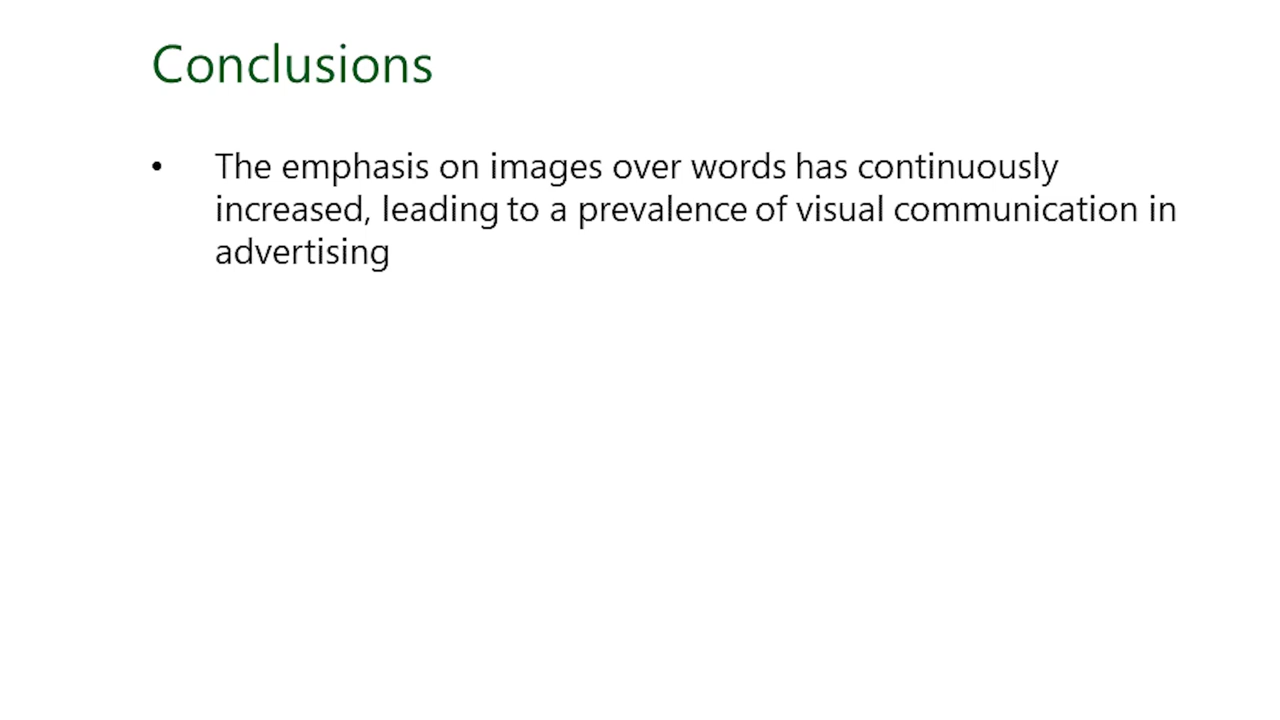 Conclusions
• The emphasis on images over words has continuously
increased, leading to a prevalence of visual communication in
advertising